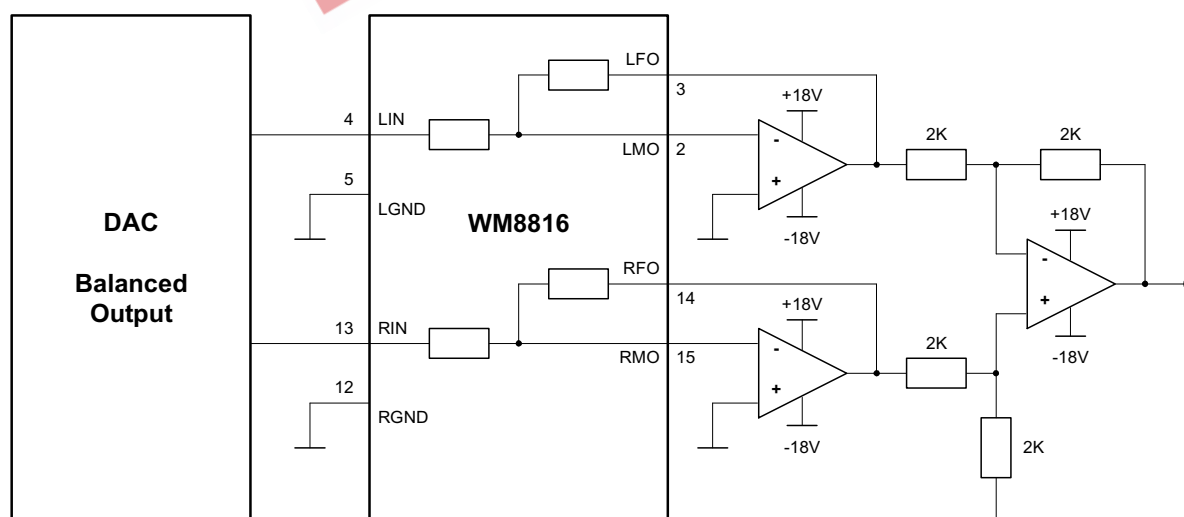 LFO
3
+18V
4
LIN
2K
2K
LMO
2
-
5
+
LGND
+18V
DAC
WM8816
-18V
-
Balanced
Output
RFO
+
14
+18V
13
RIN
-18V
2K
RMO
15
-
12
+
RGND
-18V
2K